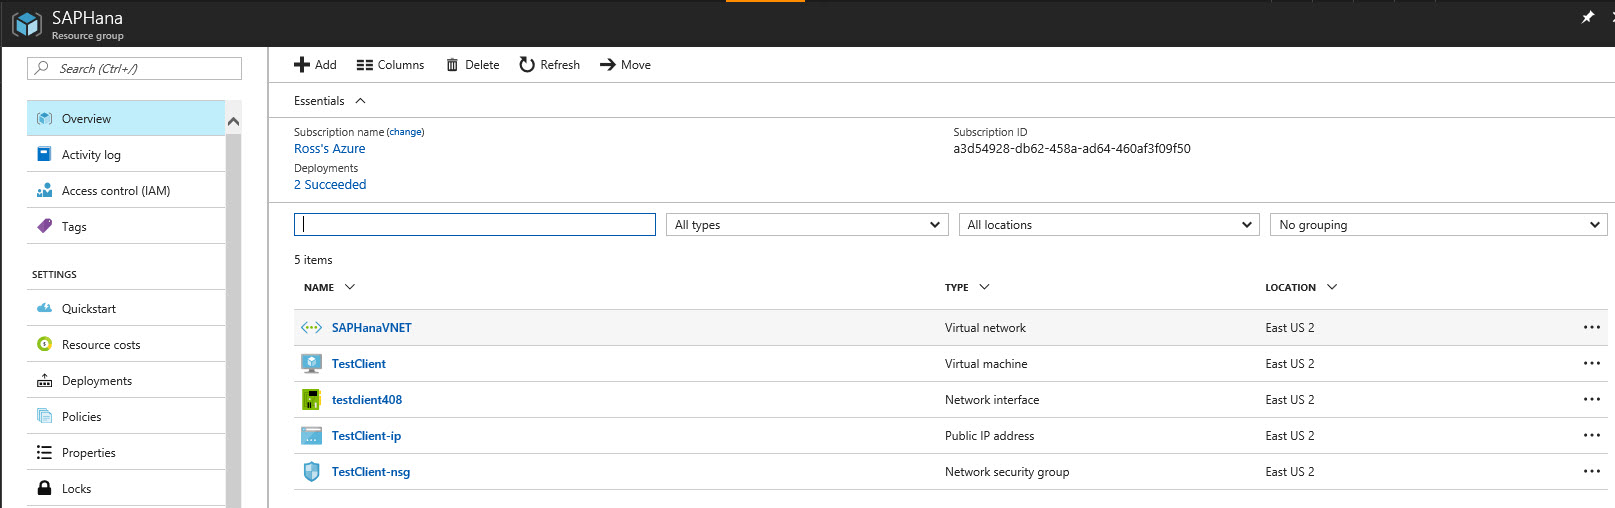 SAPHana
Resource group
Search (Ctrl+/)
Overview
Activity log
Access control (IAM)
Tags
SETTINGS
Quickstart
Resource costs
Deployments
Policies
Properties
Locks
Add Columns Delete Refresh Move
Essentials
Subscription name (change) Subscription ID
Ross's Azure a3d54928-db62-458a-ad64-460af3f09f50
Deployments
2 Succeeded
All types All locations No grouping
5 items
NAME TYPE LOCATION
SAPHanaVNET Virtual network East US 2 ...
TestClient Virtual machine East US 2 ...
testclient408 Network interface East US 2 ...
TestClient-ip Public IP address East US 2 ...
TestClient-nsg Network security group East US 2 ...